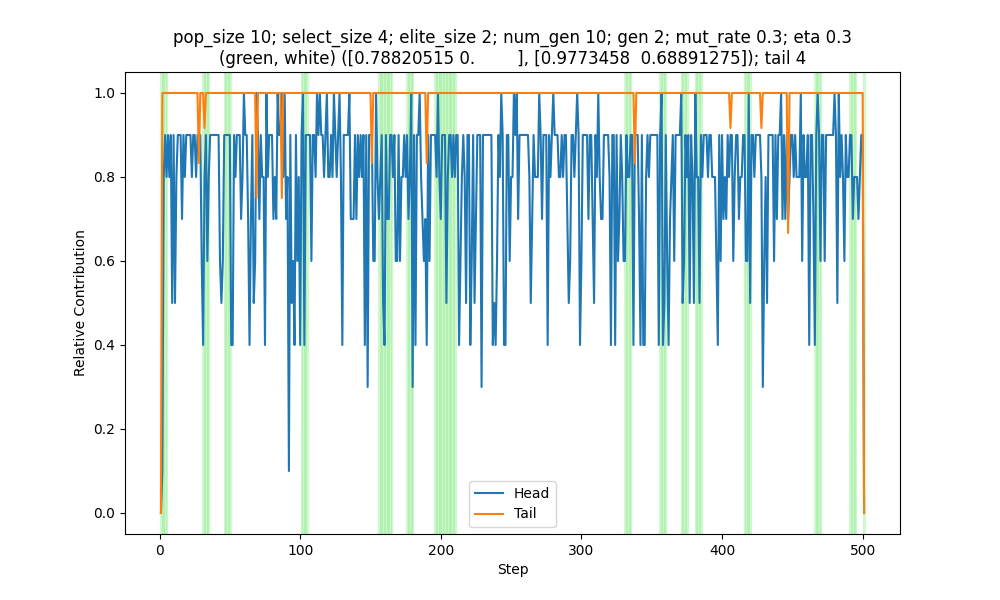 pop_size 10; select_size 4; elite_size 2; num_gen 10; gen 2; mut_rate 0.3; eta 0.3
(green, white) ([0.78820515 0.        ], [0.9773458  0.68891275]); tail 4
1.0
0.8
0.6
0.4
0.2
0.0
Relative Contribution
Head
Tail
0 100 200 300 400 500
Step